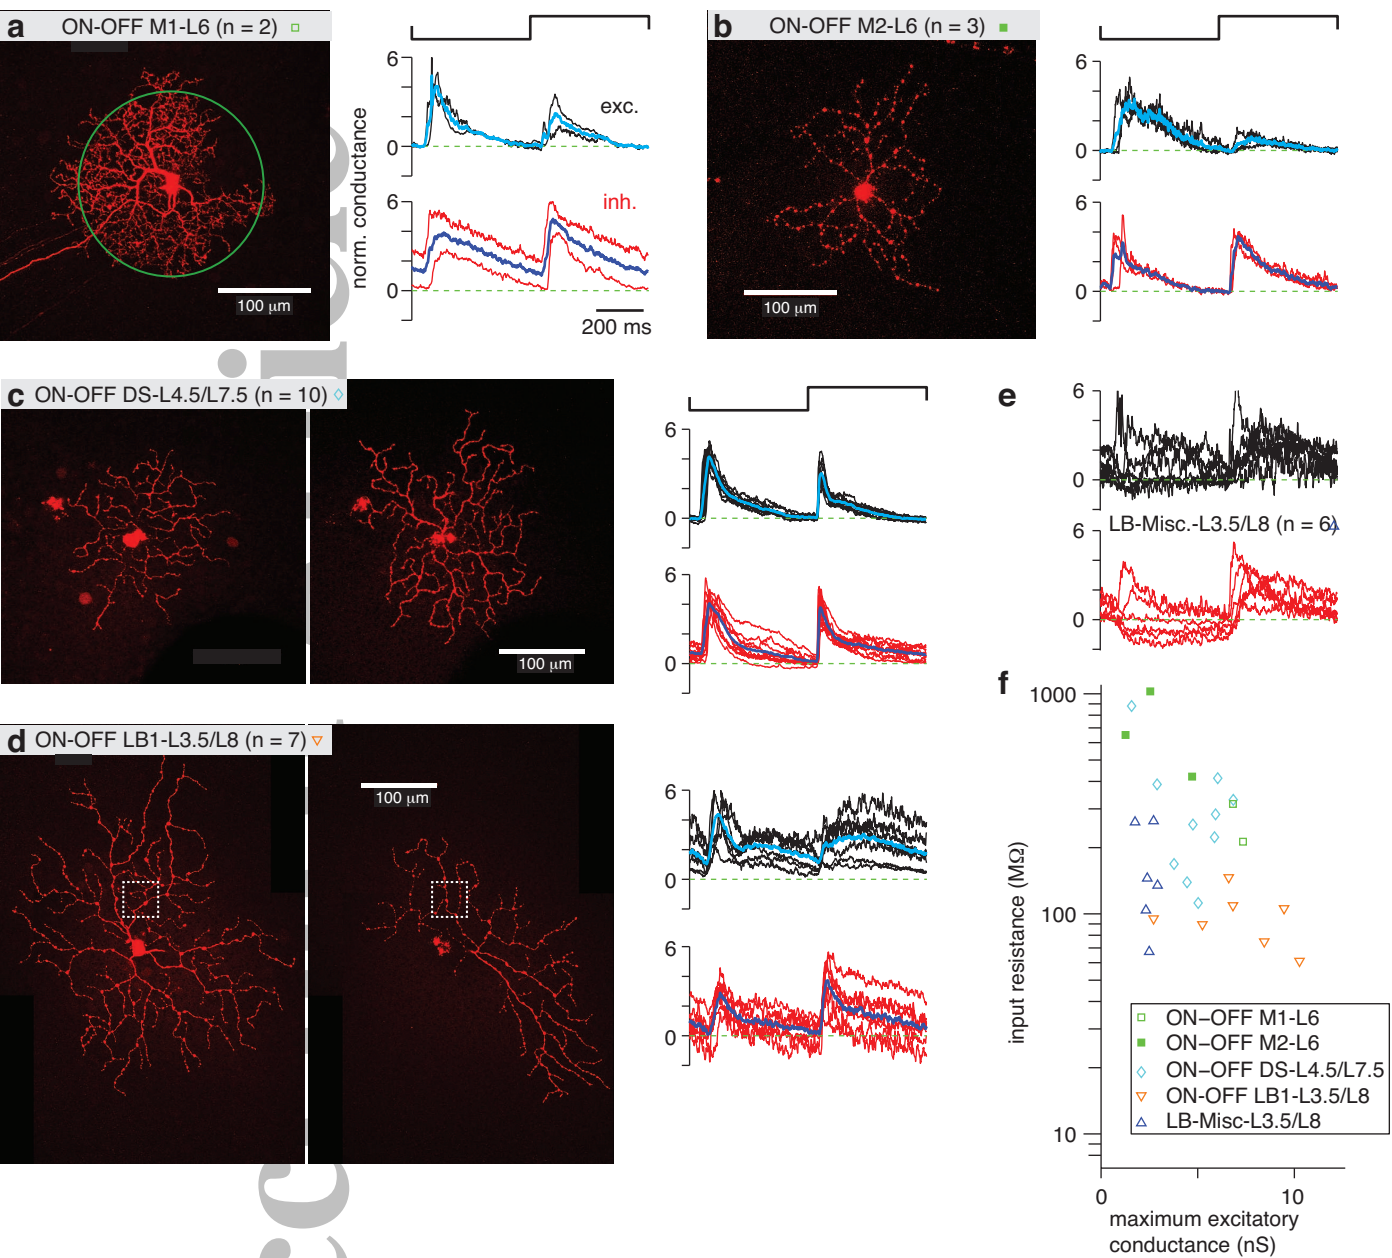 a ON-OFF M1-L6 (n = 2)
6
exc.
0
norm. conductance
6
inh.
0
100 μm
200 ms
b ON-OFF M2-L6 (n = 3)
6
0
6
0
100 μm
c ON-OFF DS-L4.5/L7.5 (n = 10)
6
0
6
0
100 μm
e
6
0
LB-Misc.-L3.5/L8 (n = 6)
6
0
d ON-OFF LB1-L3.5/L8 (n = 7)
100 μm
6
0
6
0
f
1000
100
10
input resistance (MΩ)
ON–OFF M1-L6
ON–OFF M2-L6
ON–OFF DS-L4.5/L7.5
ON-OFF LB1-L3.5/L8
LB-Misc-L3.5/L8
0 10
maximum excitatory
conductance (nS)